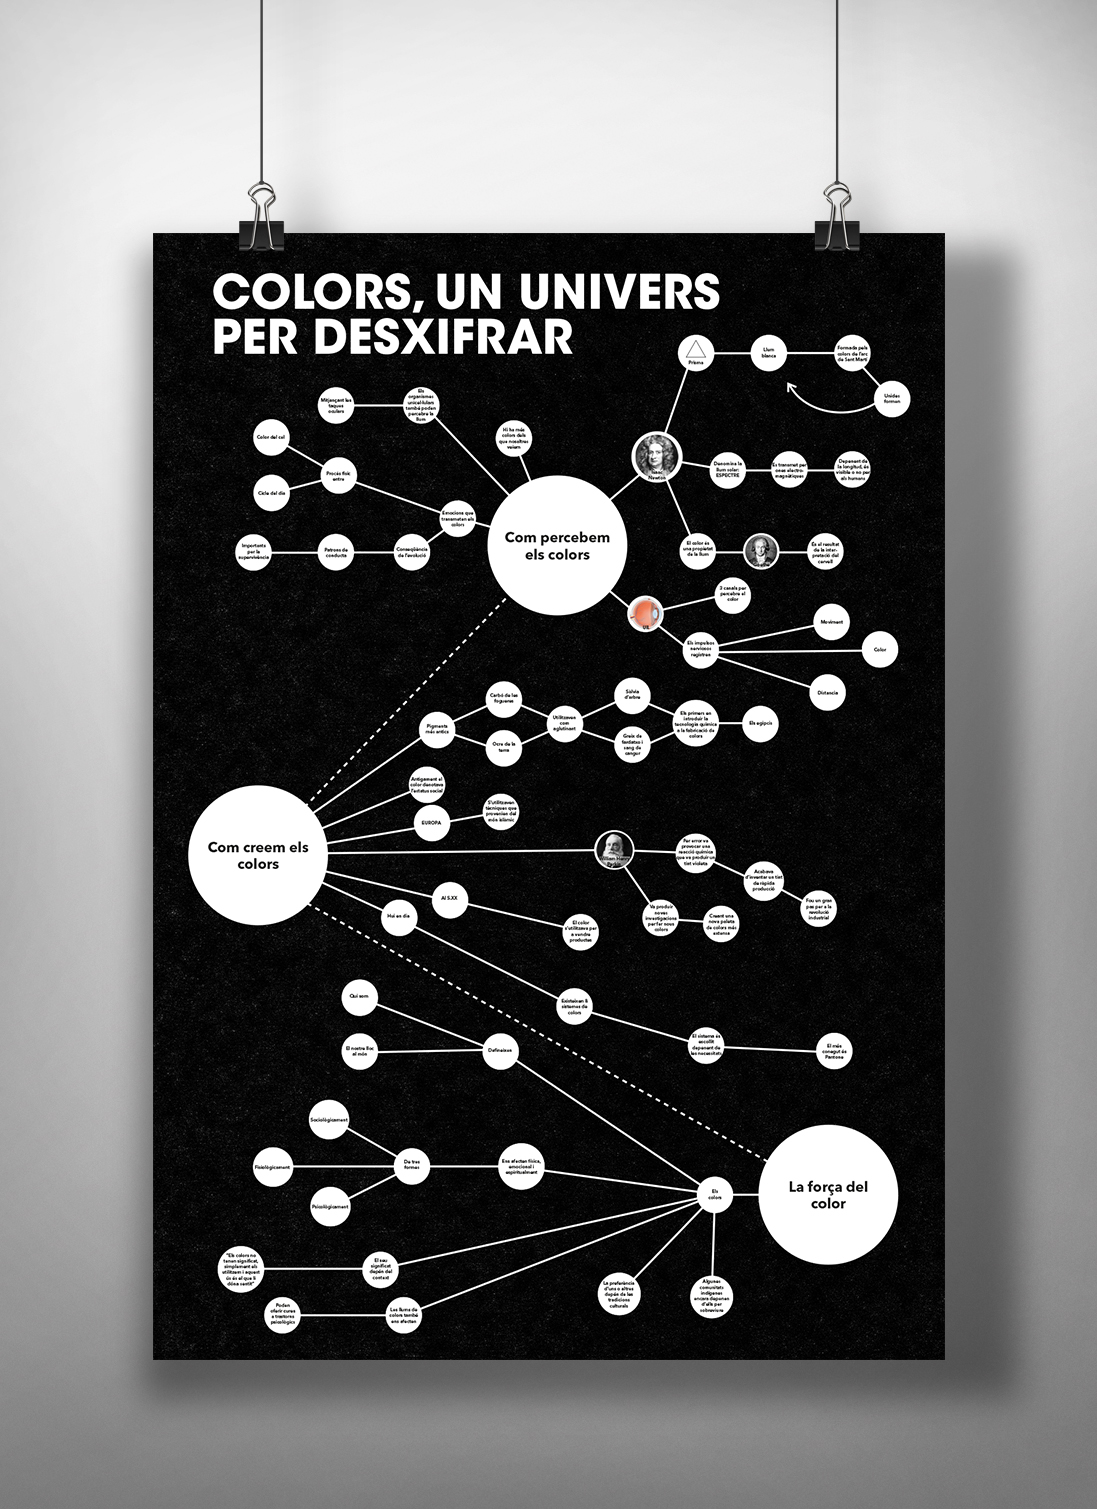 COLORS, UN UNIVERS
PER DESXIFRAR
Prisma
Llum
blanca
Formada pels
colors de l'arc
de Sant Martí
Unides
formen
Mitjançant les
taques
oculars
Els
organismes
unicel·lulars
també poden
percebre la
llum
Hi ha més
colors dels
que nosaltres
veiem
Color del cel
Procés físic
entre
Cicle del dia
Emocions que
transmeten els
colors
Importants
per la
supervivència
Patrons de
conducta
Conseqüència
de l'evolució
Com percebem
els colors
Isaac
Newton
Denomina la
llum solar:
ESPECTRE
Es transmet per
ones electro-
magnètiques
Depenent de
la longitud, és
visible o no per
als humans
El color és
una propietat
de la llum
És el resultat
de la inter-
pretació del
cervell
Ull
3 canals per
percebre el
color
Els impulsos
nerviosos
registren
Moviment
Color
Distancia
Pigments
més antics
Carbó de les
fogueres
Ocre de la
terra
Utilitzaven
com
aglutinant
Sàlvia
d'arbre
Greix de
fardatxo i
sang de
cangur
Els primers en
introduir la
tecnologia química
a la fabricació de
colors
Els egipcis
Antigament el
color denotava
l'estatus social
EUROPA
S'utilitzaven
tècniques que
provenien del
món islàmic
Com creem els
colors
William Henry
Per error va
provocar una
reacció química
que va produir un
tint violeta
Acabava
d'inventar un tint
de ràpida
producció
Fou un gran
pas per a la
revolució
industrial
Va produir
noves
investigacions
per fer nous
colors
Creant una
nova paleta
de colors més
extensa
Al S.XX
El color
s'utilitzava per
a vendre
productes
Hui en dia
Existeixen 8
sistemes de
colors
El sistema és
escollit
depenent de
les necessitats
El més
conegut és
Pantone
Qui som
El nostre lloc
al món
Defineixen
Sociològicament
Fisiològicament
Psicològicament
De tres
formes
Ens afecten física,
emocional i
espiritualment
Els
colors
La força del
color
"Els colors no
tenen significat,
simplement els
utilitzem i aquest
ús és el que li
dóna sentit"
El seu
significat
depén del
context
Poden
oferir cures
a trastorns
psicològics
Les llums de
colors també
ens afecten
La preferència
d'uns o altres
depén de les
tradicions
culturals
Algunes
comunitats
indígenes
encara depenen
d'ells per
sobreviure